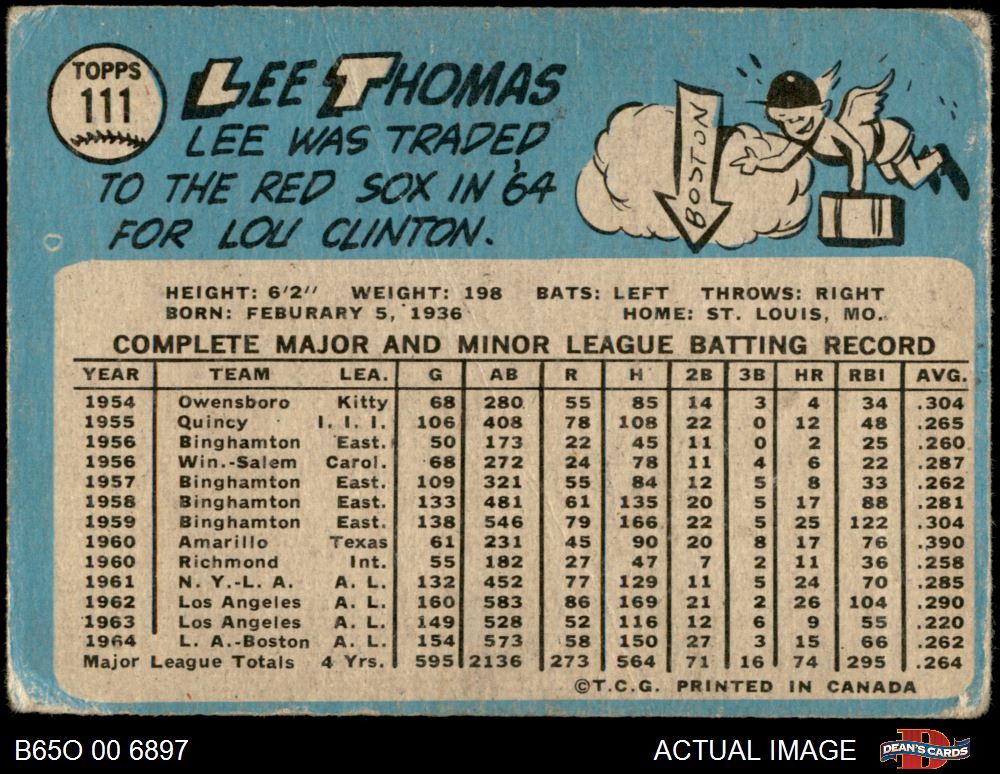 TOPPS
111
LEE THOMAS
LEE WAS TRADED
TO THE RED SOX IN '64
FOR LOU CLINTON.
BOSTON
HEIGHT: 6'2" WEIGHT: 198 BATS: LEFT THROWS: RIGHT
BORN: FEBURARY 5, 1936 HOME: ST. LOUIS, MO.
COMPLETE MAJOR AND MINOR LEAGUE BATTING RECORD
YEAR TEAM LEA. G AB R H 2B 3B HR RBI AVG.
1954 Owensboro Kitty 68 280 55 85 14 3 4 34 .304
1955 Quincy I. I. I. 106 408 78 108 22 0 12 48 .265
1956 Binghamton East. 50 173 22 45 11 0 2 25 .260
1956 Win.-Salem Carol. 68 272 24 78 11 4 6 22 .287
1957 Binghamton East. 109 321 55 84 12 5 8 33 .262
1958 Binghamton East. 133 481 61 135 20 5 17 88 .281
1959 Binghamton East. 138 546 79 166 22 5 25 122 .304
1960 Amarillo Texas 61 231 45 90 20 8 17 76 .390
1960 Richmond Int. 55 182 27 47 7 2 11 36 .258
1961 N. Y.-L. A. A. L. 132 452 77 129 11 5 24 70 .285
1962 Los Angeles A. L. 160 583 86 169 21 2 26 104 .290
1963 Los Angeles A. L. 149 528 52 116 12 6 9 55 .220
1964 L. A.-Boston A. L. 154 573 58 150 27 3 15 66 .262
Major League Totals 4 Yrs. 595 2136 273 564 71 16 74 295 .264
©T.C.G. PRINTED IN CANADA
B65O 00 6897
ACTUAL IMAGE
DEAN'S CARDS